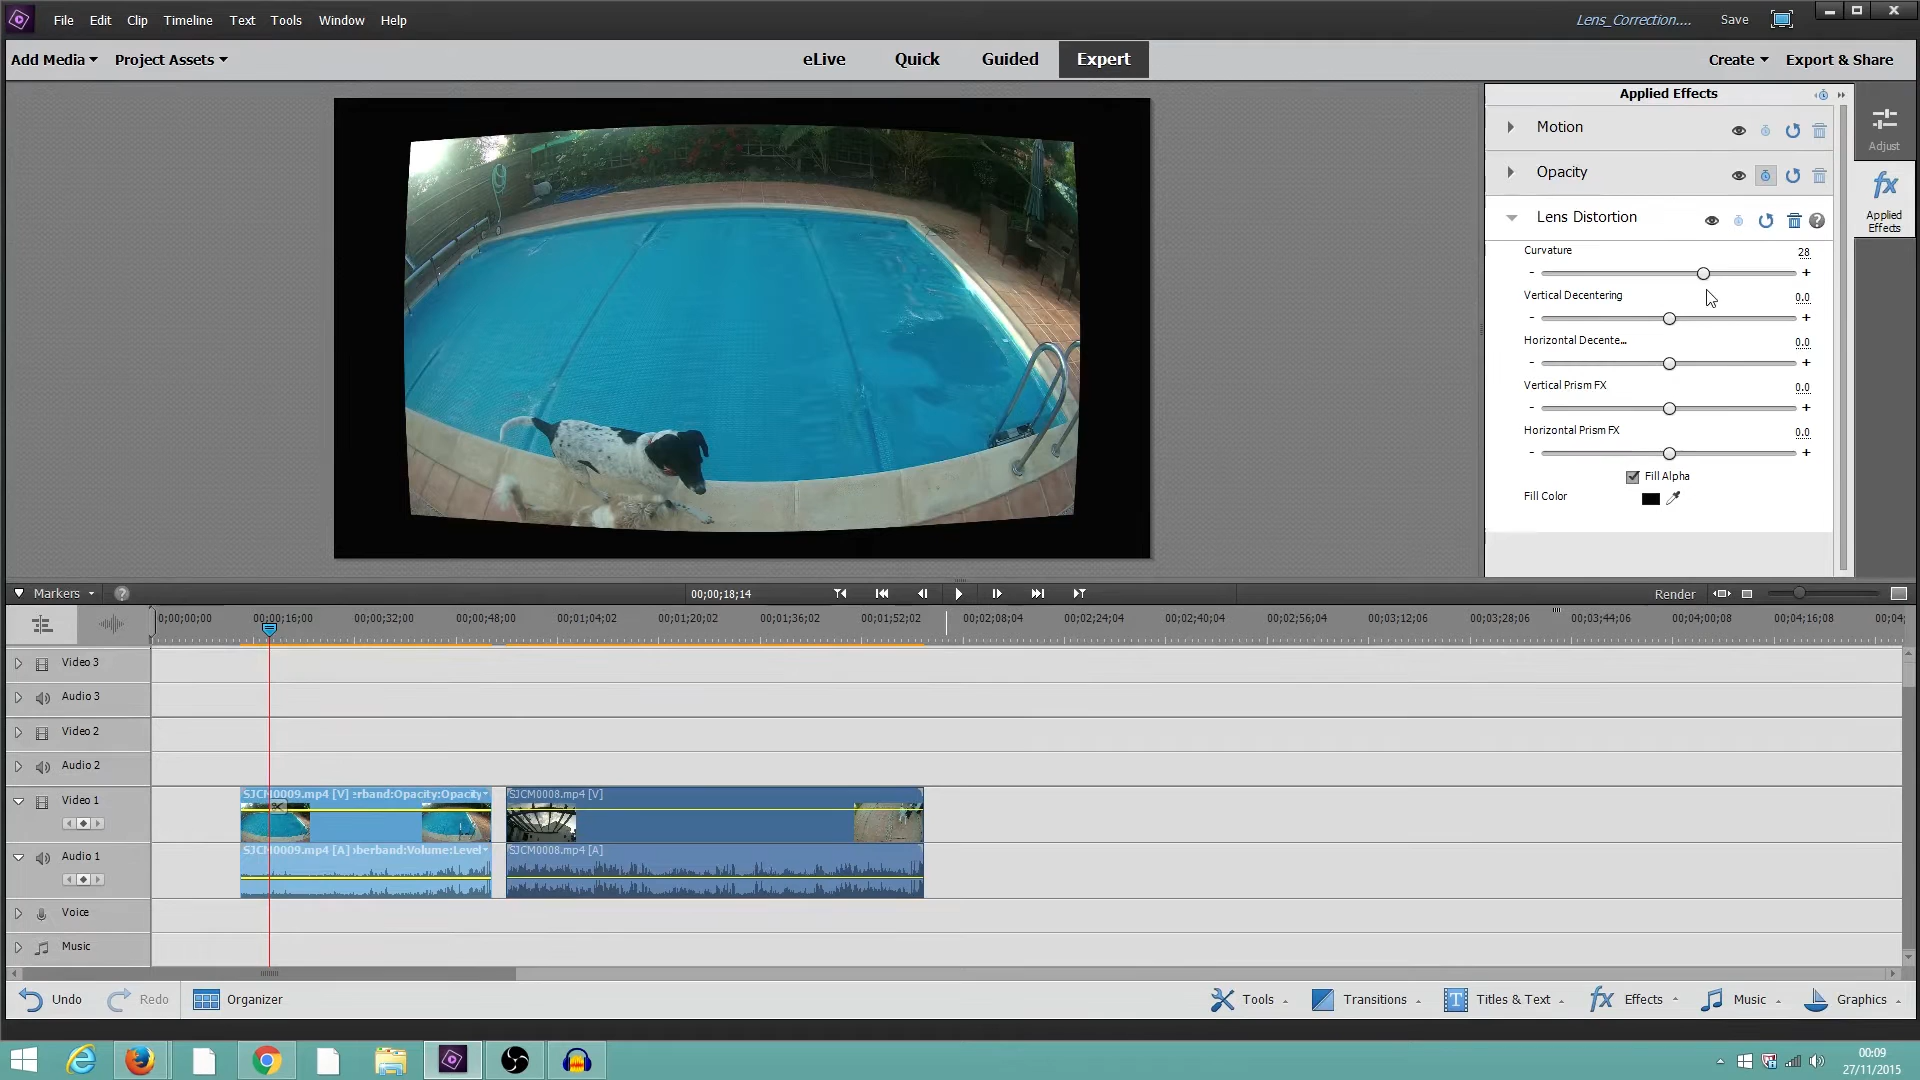 File Edit Clip Timeline Text Tools Window Help
Lens_Correction.... Save
Add Media Project Assets
eLive Quick Guided Expert
Create Export & Share
Applied Effects
Motion
Adjust
Opacity
Applied
Effects
Lens Distortion
Curvature 28
- +
Vertical Decentering 0.0
- +
Horizontal Decente... 0.0
- +
Vertical Prism FX 0.0
- +
Horizontal Prism FX 0.0
- +
Fill Alpha
Fill Color
Markers 00;00;18;14 Render
0;00;00;00 00;00;16;00 00;00;32;00 00;00;48;00 00;01;04;02 00;01;20;02 00;01;36;02 00;01;52;02 00;02;08;04 00;02;24;04 00;02;40;04 00;02;56;04 00;03;12;06 00;03;28;06 00;03;44;06 00;04;00;08 00;04;16;08 00;04;
Video 3
Audio 3
Video 2
Audio 2
Video 1
SJCM0009.mp4 [V] :rband:Opacity:Opacity
SJCM0008.mp4 [V]
Audio 1
SJCM0009.mp4 [A] :berband:Volume:Level
SJCM0008.mp4 [A]
Voice
Music
Undo Redo Organizer
Tools Transitions T Titles & Text fx Effects Music Graphics
00:09
27/11/2015